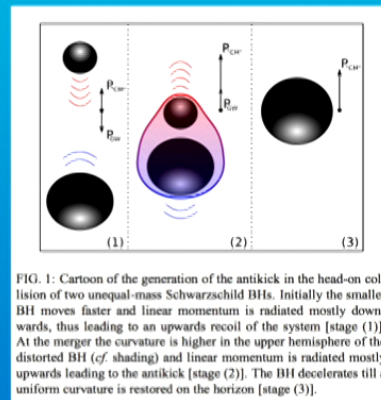 P_CM
P_CM
P_CM
P_GW
P_GW
(1)
(2)
(3)
FIG. 1: Cartoon of the generation of the antikick in the head-on col
lision of two unequal-mass Schwarzschild BHs. Initially the smalle
BH moves faster and linear momentum is radiated mostly down
wards, thus leading to an upwards recoil of the system [stage (1)]
At the merger the curvature is higher in the upper hemisphere of the
distorted BH (cf. shading) and linear momentum is radiated mostly
upwards leading to the antikick [stage (2)]. The BH decelerates till
uniform curvature is restored on the horizon [stage (3)].